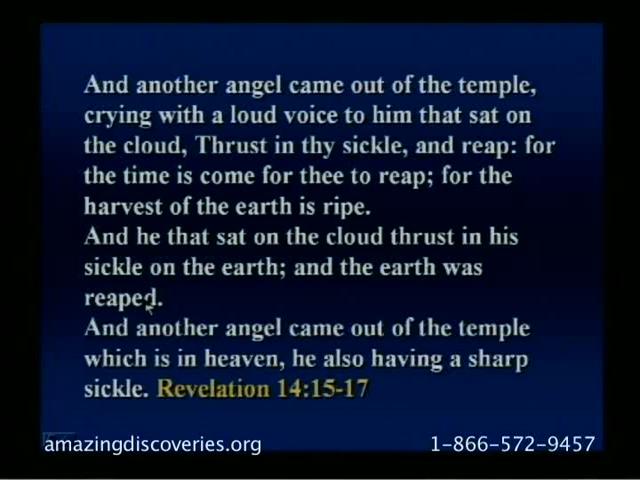 And another angel came out of the temple,
crying with a loud voice to him that sat on
the cloud, Thrust in thy sickle, and reap: for
the time is come for thee to reap; for the
harvest of the earth is ripe.
And he that sat on the cloud thrust in his
sickle on the earth; and the earth was
reaped.
And another angel came out of the temple
which is in heaven, he also having a sharp
sickle. Revelation 14:15-17
amazingdiscoveries.org 1-866-572-9457